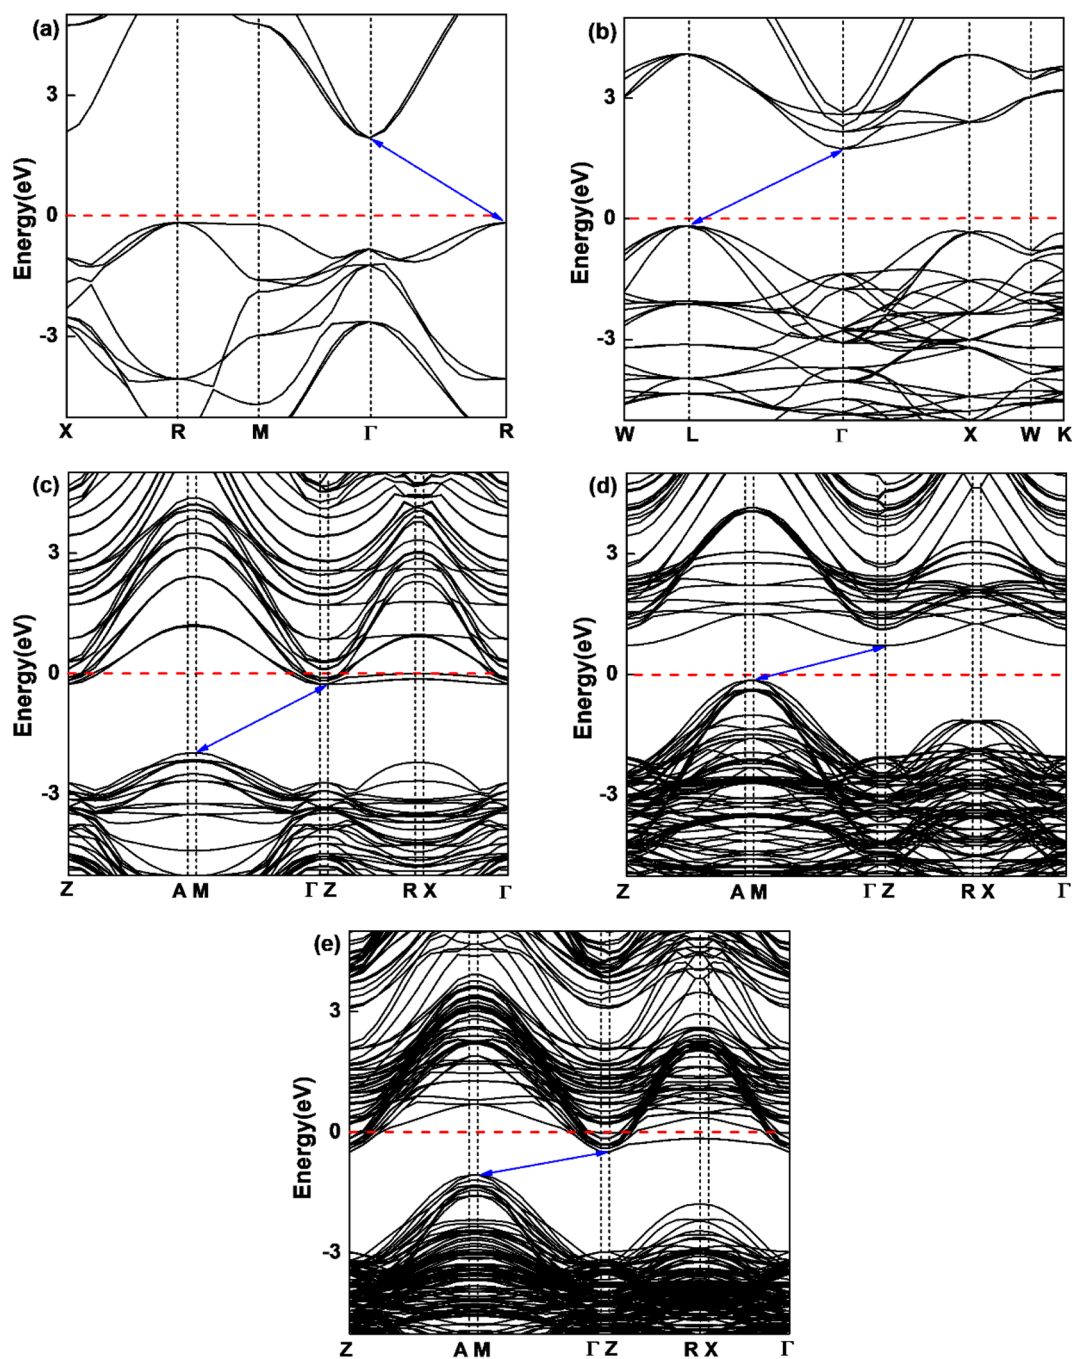 (a)
Energy(eV)
3
0
-3
X R M Γ R
(b)
Energy(eV)
3
0
-3
W L Γ X W K
(c)
Energy(eV)
3
0
-3
Z A M Γ Z R X Γ
(d)
Energy(eV)
3
0
-3
Z A M Γ Z R X Γ
(e)
Energy(eV)
3
0
-3
Z A M Γ Z R X Γ